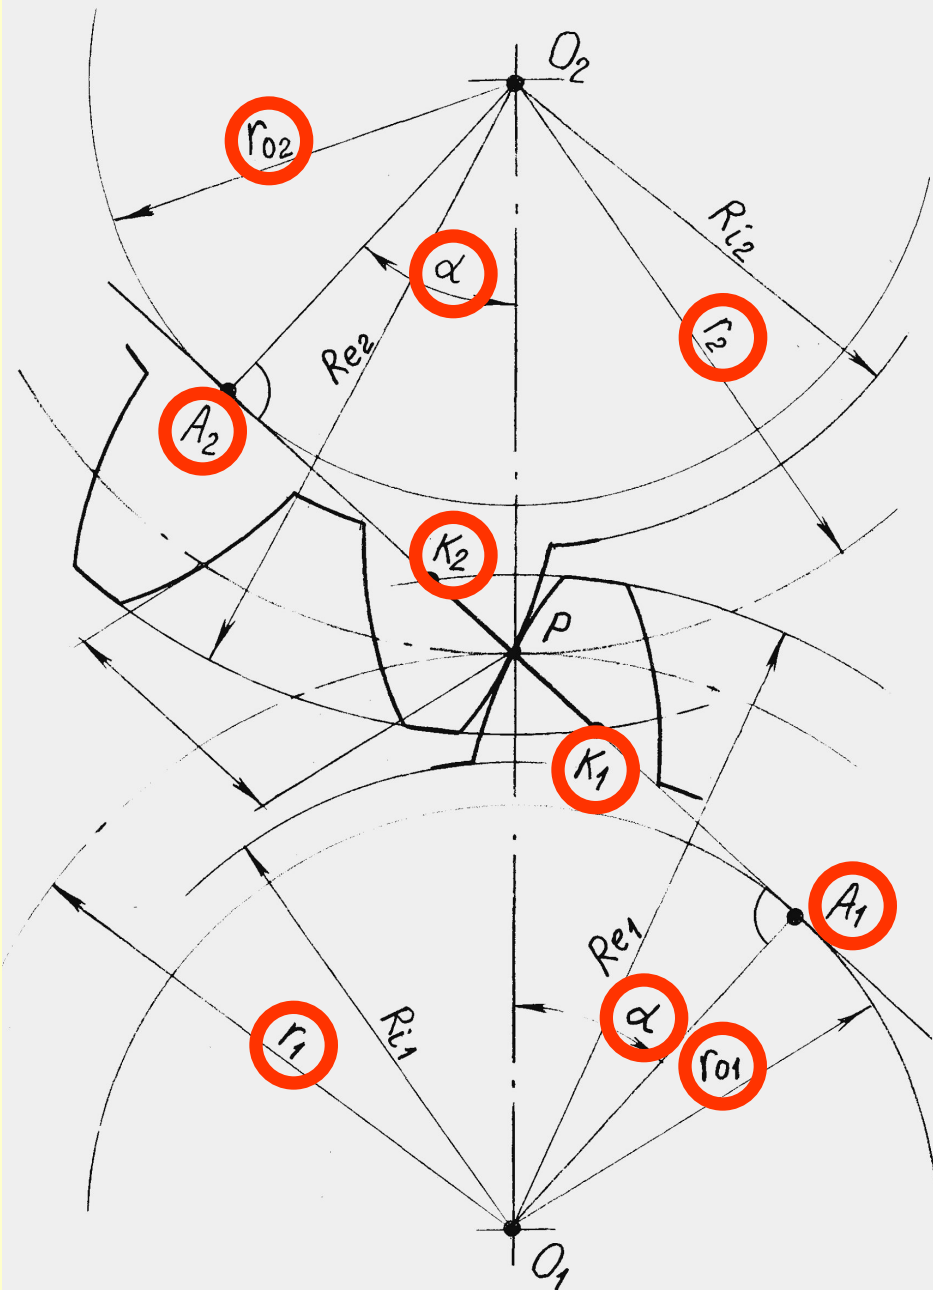 O₂
r₀₂
Ri₂
α
r₂
Re₂
A₂
K₂
P
K₁
A₁
Re₁
α
Ri₁
r₁
r₀₁
O₁